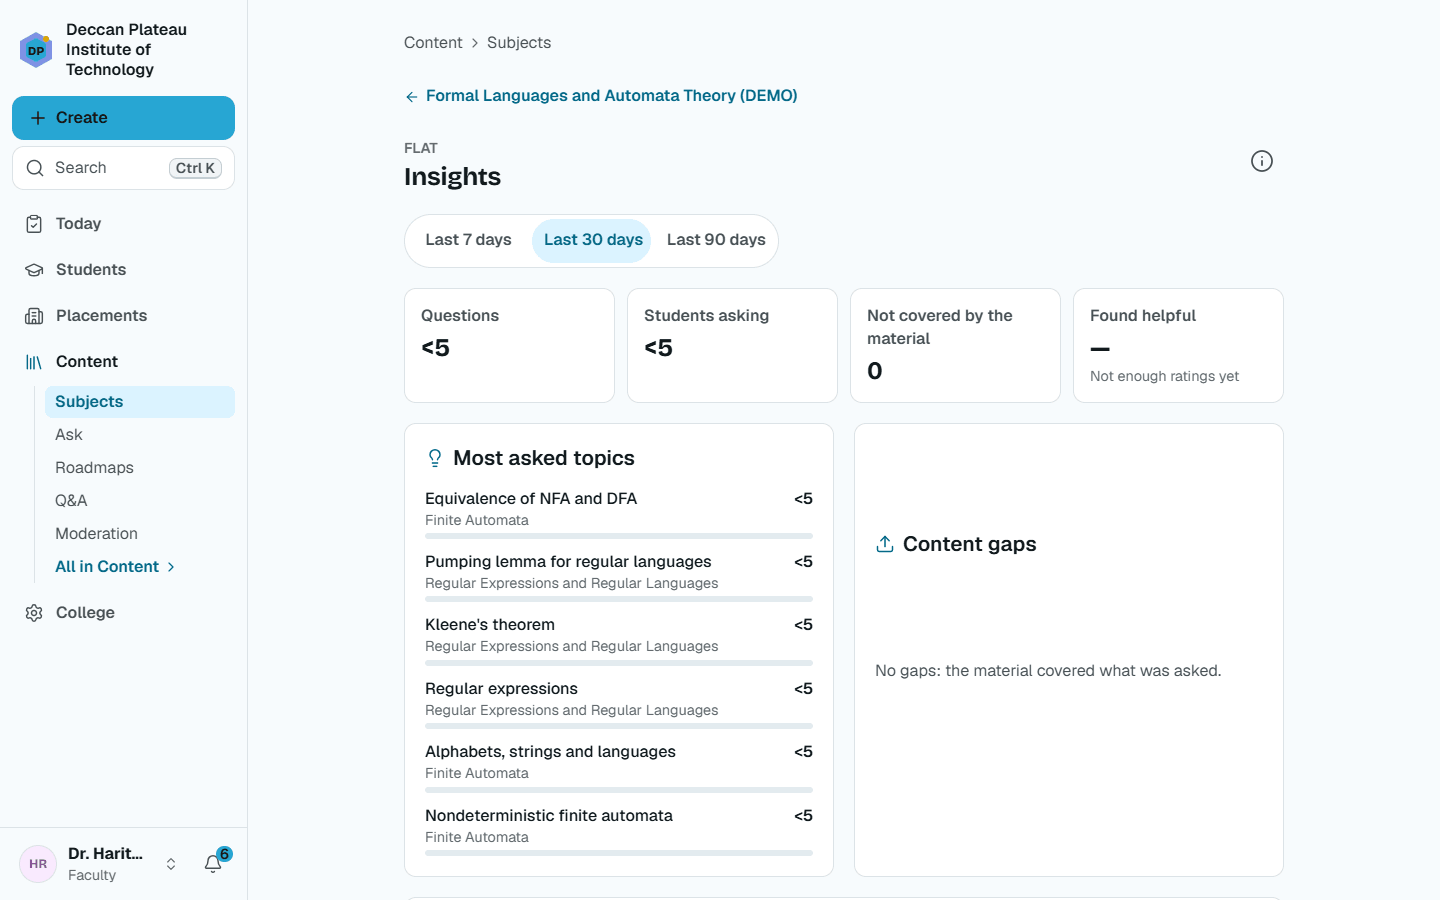 DP
Deccan Plateau
Institute of
Technology
Create
Search
Ctrl K
Today
Students
Placements
Content
Subjects
Ask
Roadmaps
Q&A
Moderation
All in Content
College
HR
Dr. Harit...
Faculty
6
Content
Subjects
Formal Languages and Automata Theory (DEMO)
FLAT
Insights
Last 7 days
Last 30 days
Last 90 days
Questions
<5
Students asking
<5
Not covered by the
material
0
Found helpful
—
Not enough ratings yet
Most asked topics
Equivalence of NFA and DFA
<5
Finite Automata
Pumping lemma for regular languages
<5
Regular Expressions and Regular Languages
Kleene's theorem
<5
Regular Expressions and Regular Languages
Regular expressions
<5
Regular Expressions and Regular Languages
Alphabets, strings and languages
<5
Finite Automata
Nondeterministic finite automata
<5
Finite Automata
Content gaps
No gaps: the material covered what was asked.